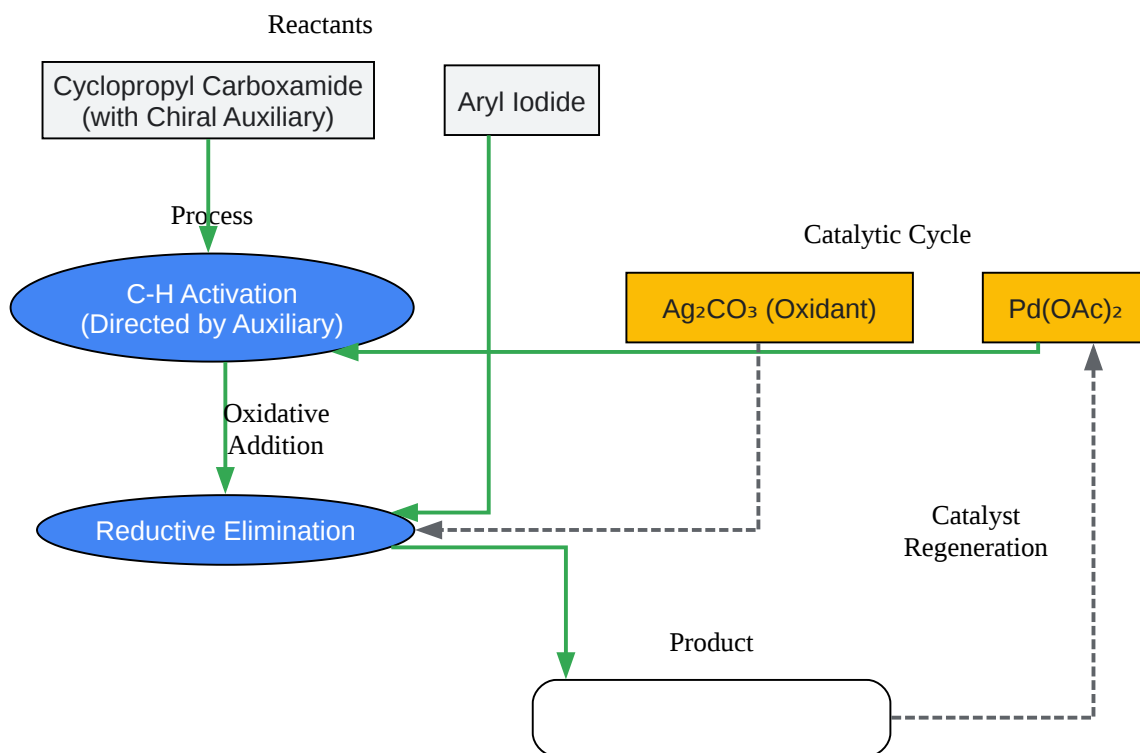 Reactants
Cyclopropyl Carboxamide
(with Chiral Auxiliary)
Aryl Iodide
Process
Catalytic Cycle
C-H Activation
(Directed by Auxiliary)
Ag₂CO₃ (Oxidant)
Pd(OAc)₂
Oxidative
Addition
Reductive Elimination
Catalyst
Regeneration
Product